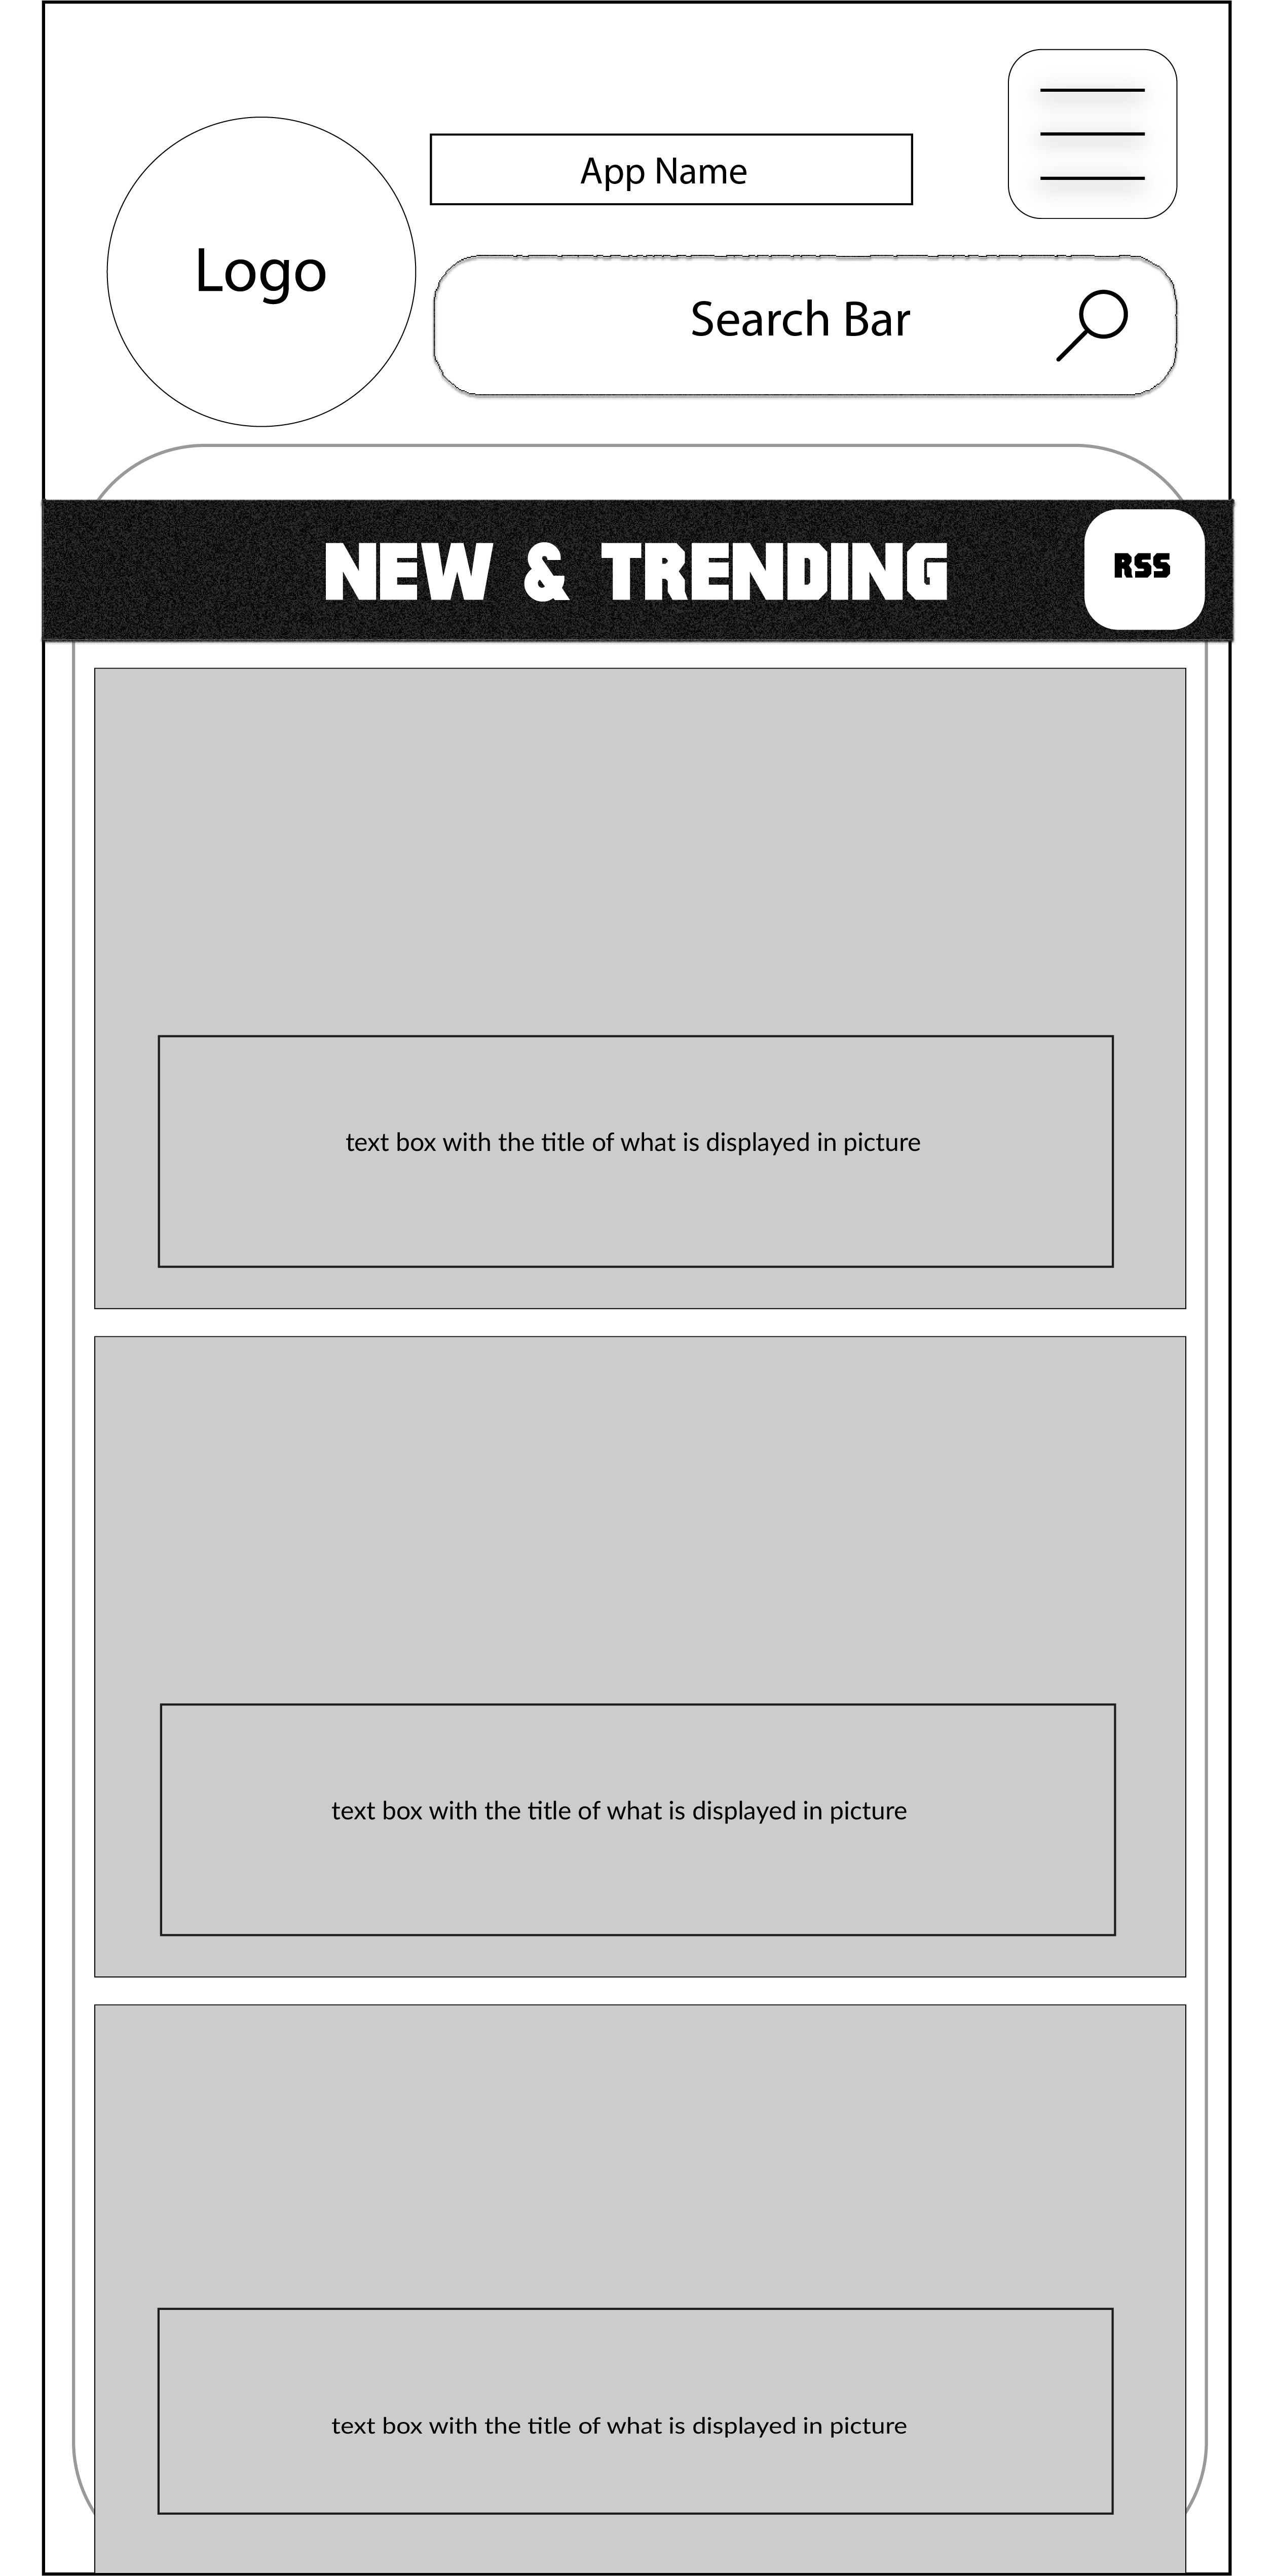 App Name
Logo
Search Bar
NEW & TRENDING
RSS
text box with the title of what is displayed in picture
text box with the title of what is displayed in picture
text box with the title of what is displayed in picture